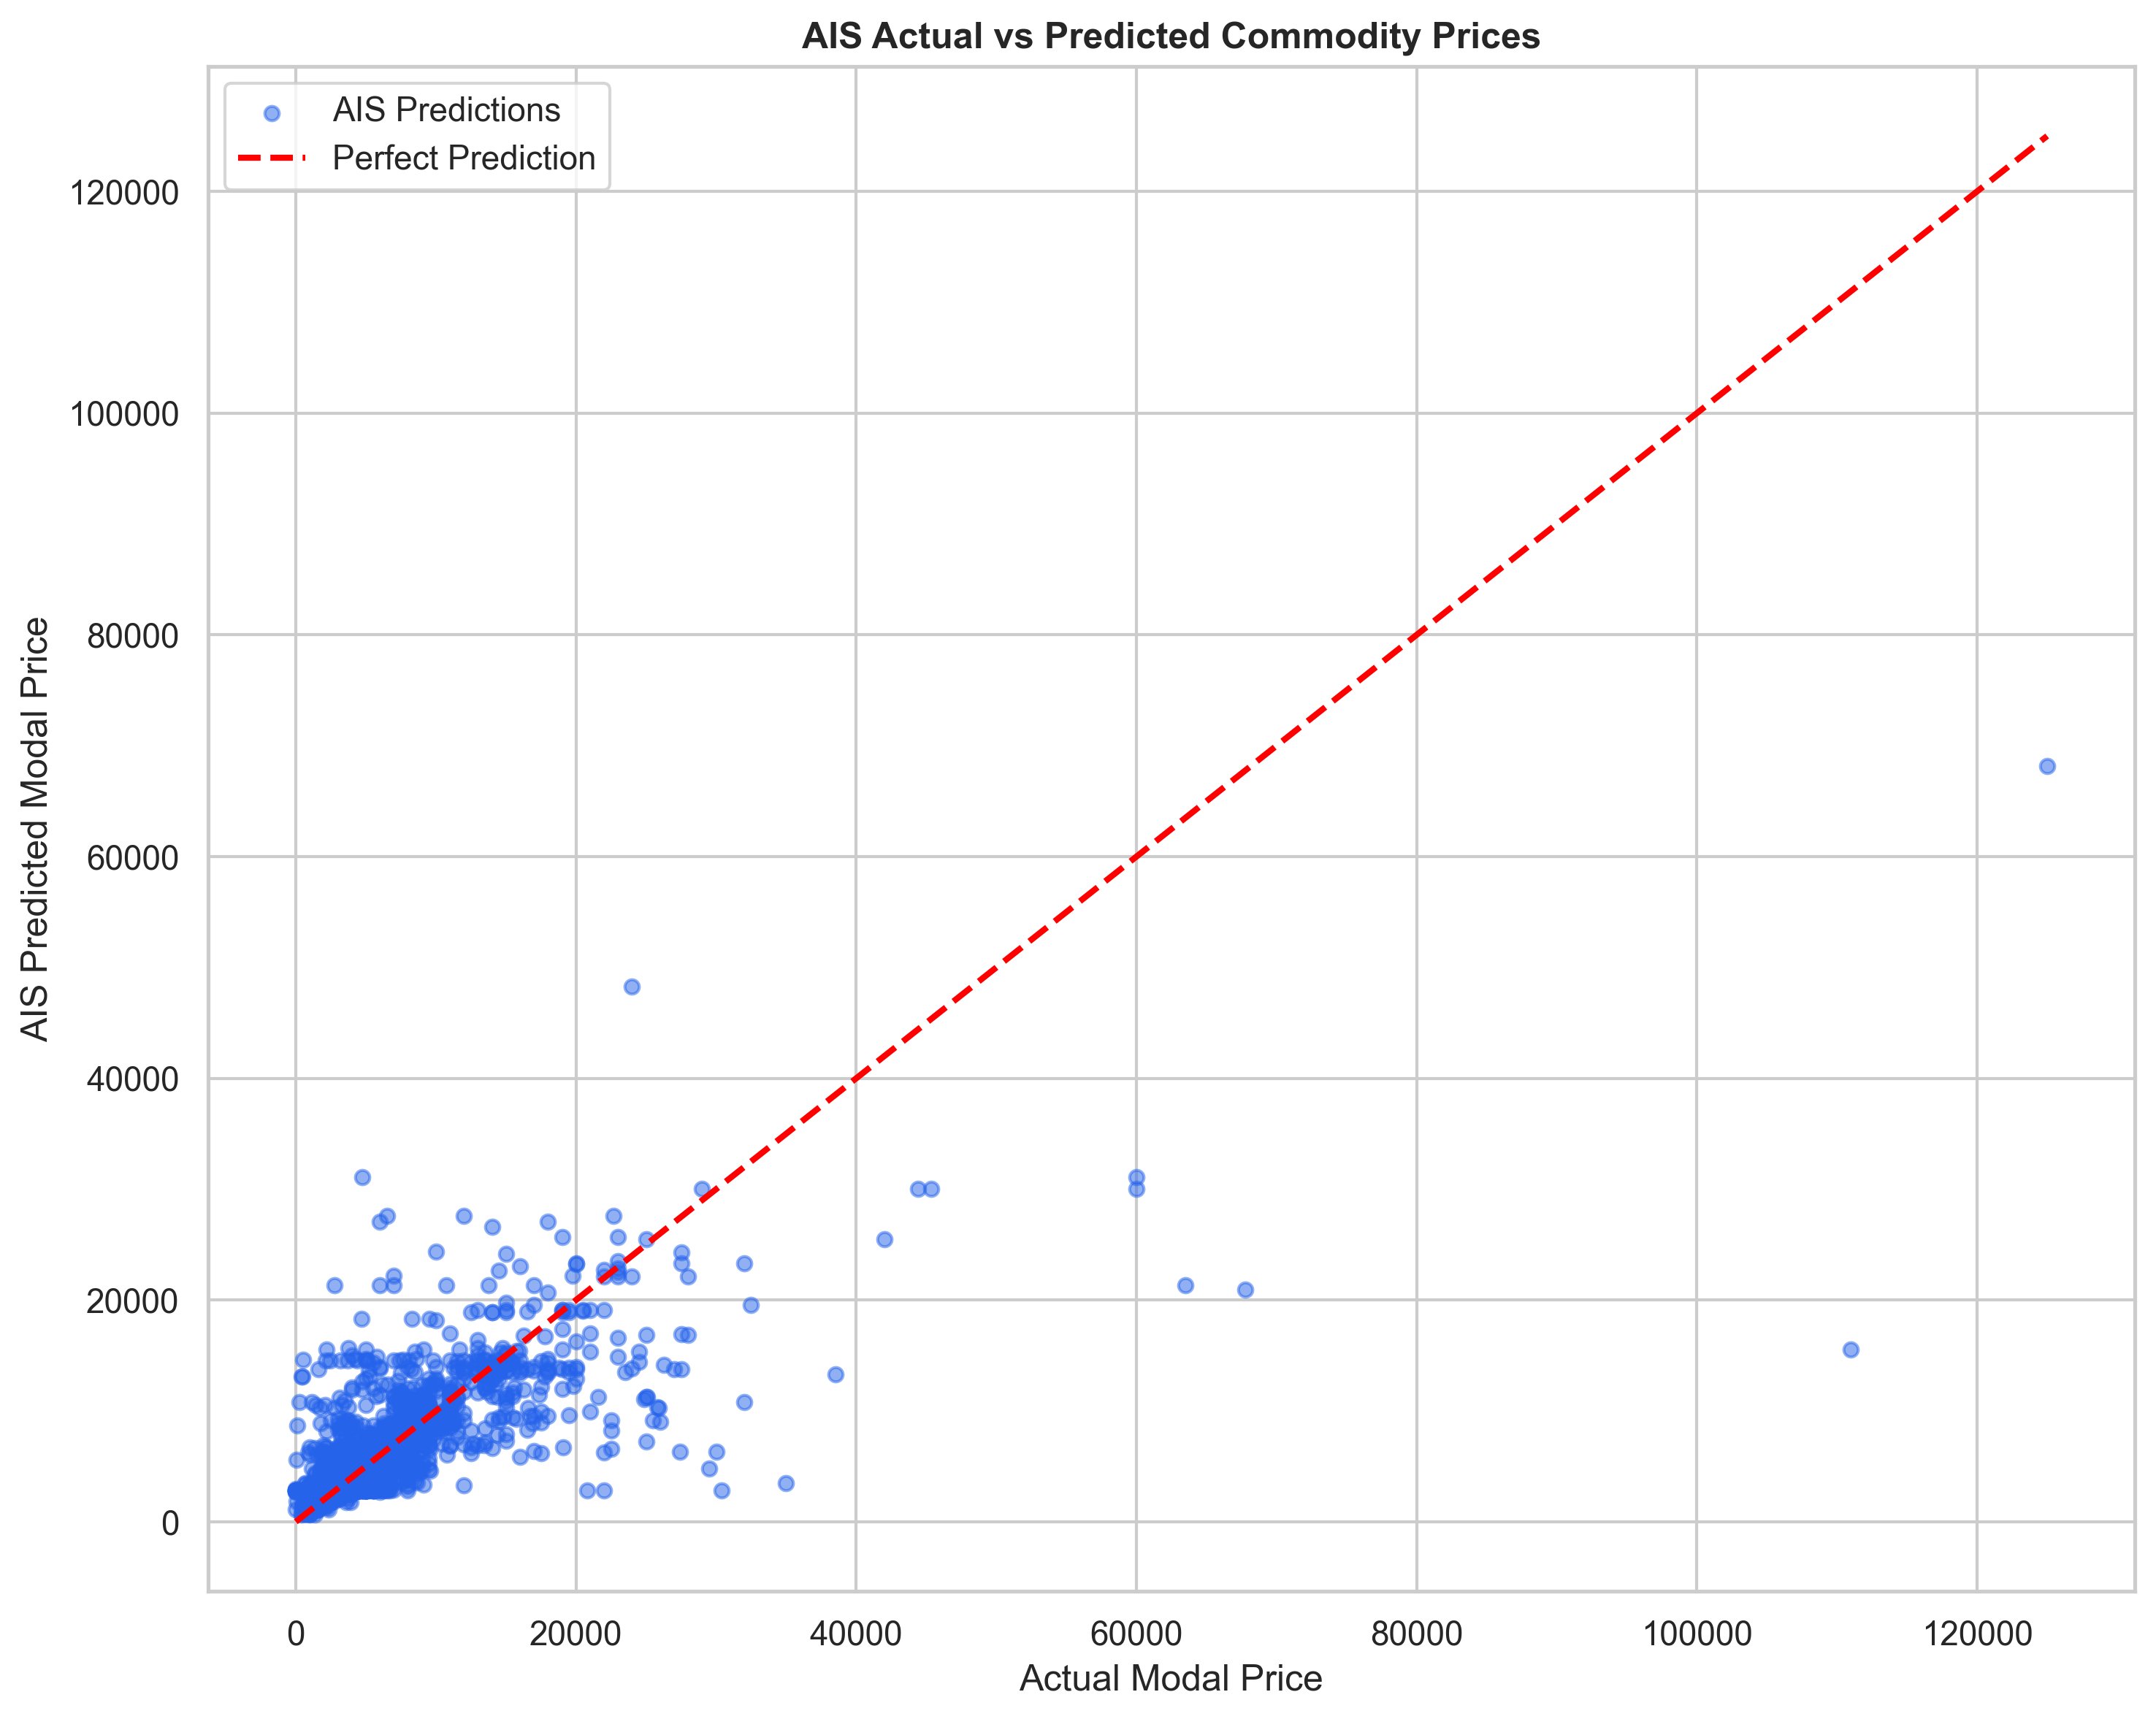 AIS Actual vs Predicted Commodity Prices
AIS Predictions
Perfect Prediction
120000
100000
80000
60000
40000
20000
0
AIS Predicted Modal Price
0 20000 40000 60000 80000 100000 120000
Actual Modal Price